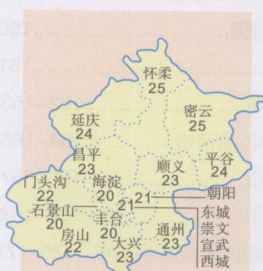 怀柔
25
密云
25
延庆
24
昌平
23
顺义
23
平谷
24
门头沟
22
海淀
20
21
朝阳
石景山
20
21
东城
崇文
宣武
西城
丰台
20
通州
23
房山
22
大兴
23